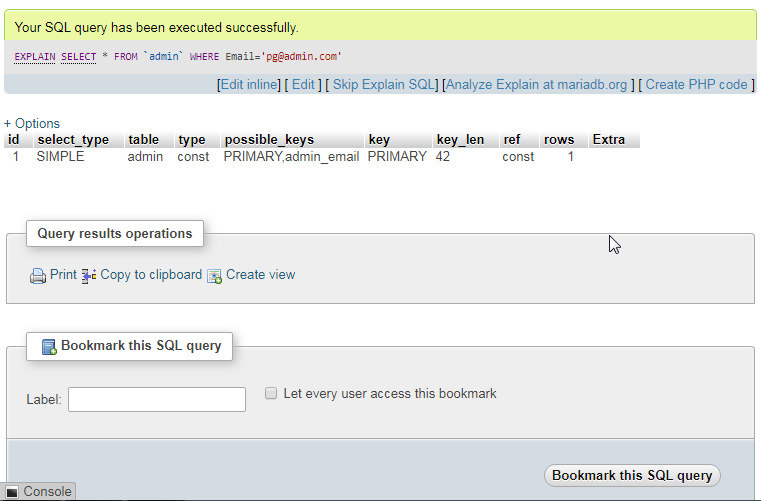 Your SQL query has been executed successfully.
EXPLAIN SELECT * FROM `admin` WHERE Email='pg@admin.com'
[Edit inline] [ Edit ] [ Skip Explain SQL] [Analyze Explain at mariadb.org ] [ Create PHP code ]
+ Options
id select_type table type possible_keys key key_len ref rows Extra
1 SIMPLE admin const PRIMARY,admin_email PRIMARY 42 const 1
Query results operations
Print Copy to clipboard Create view
Bookmark this SQL query
Label: Let every user access this bookmark
Bookmark this SQL query
Console